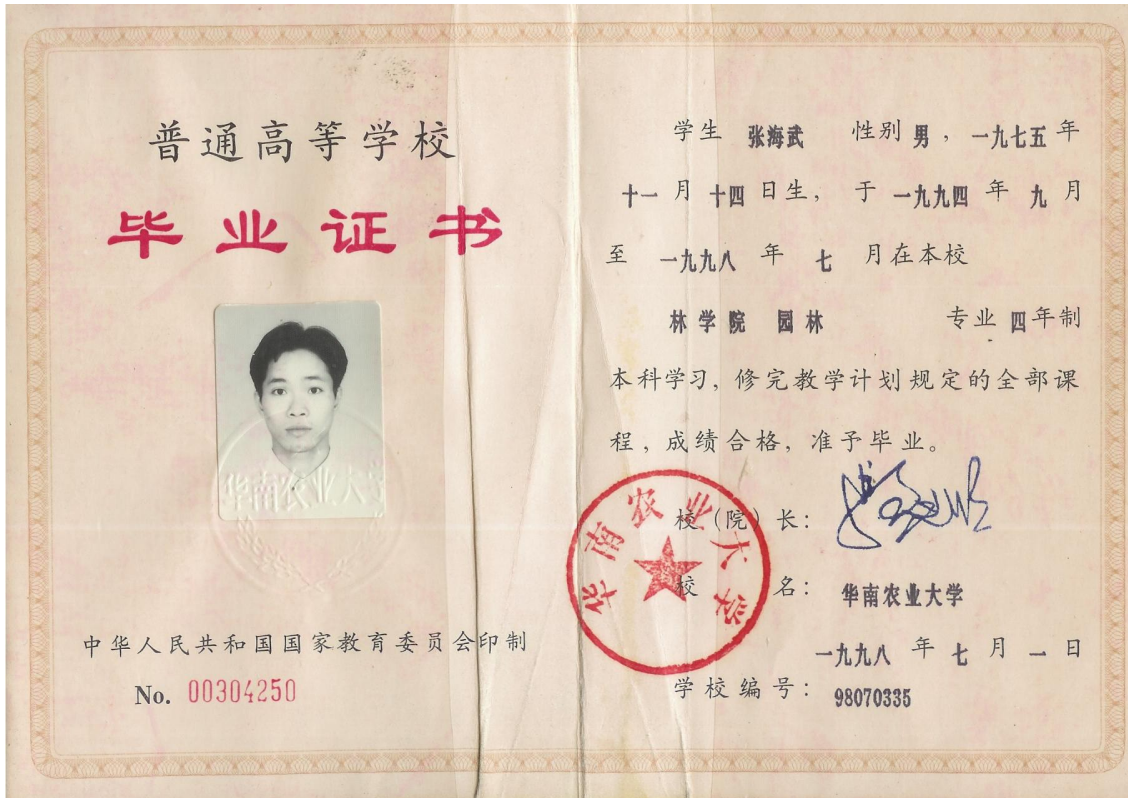 普通高等学校
毕业证书
华南农业大学
中华人民共和国国家教育委员会印制
No. 00304250
学生 张海武 性别 男，一九七五年
十一月十四日生，于一九九四年九月
至一九九八年七月在本校
林学院 园林 专业四年制
本科学习，修完教学计划规定的全部课
程，成绩合格，准予毕业。
校（院）长：
校名：华南农业大学
华南农业大学
一九九八年七月一日
学校编号：98070335